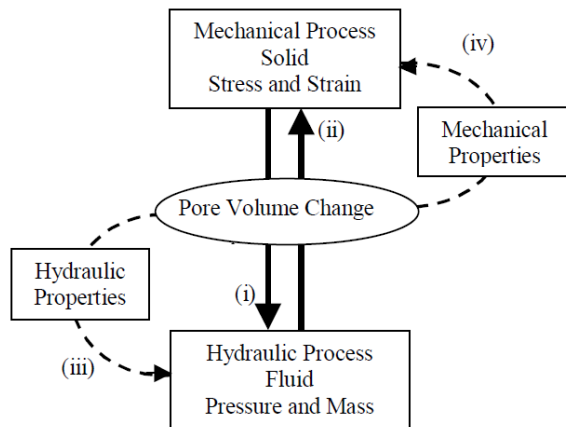 Mechanical Process
Solid
Stress and Strain
(iv)
(ii)
Mechanical
Properties
Pore Volume Change
Hydraulic
Properties
(i)
(iii)
Hydraulic Process
Fluid
Pressure and Mass